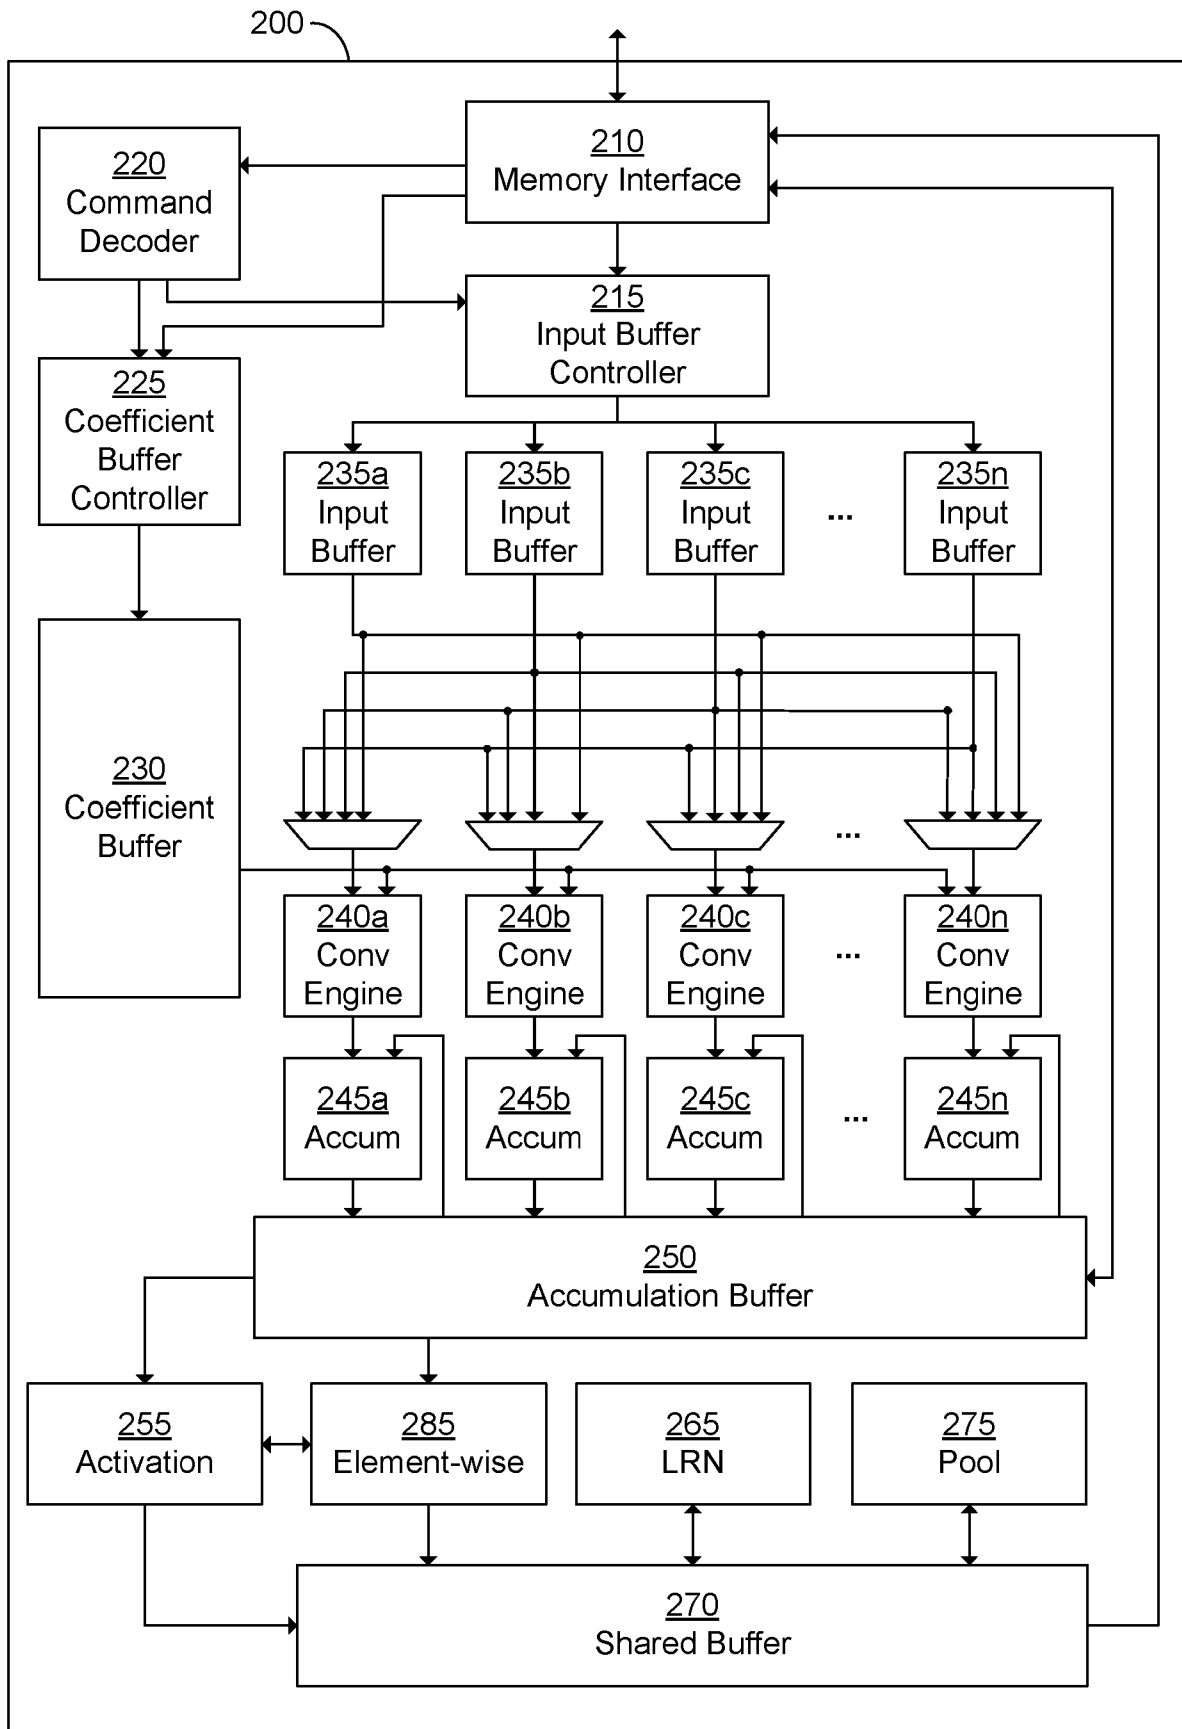 200
210
Memory Interface
220
Command
Decoder
215
Input Buffer
Controller
225
Coefficient
Buffer
Controller
235a
Input
Buffer
235b
Input
Buffer
235c
Input
Buffer
...
235n
Input
Buffer
230
Coefficient
Buffer
...
240a
Conv
Engine
240b
Conv
Engine
240c
Conv
Engine
...
240n
Conv
Engine
245a
Accum
245b
Accum
245c
Accum
...
245n
Accum
250
Accumulation Buffer
255
Activation
285
Element-wise
265
LRN
275
Pool
270
Shared Buffer